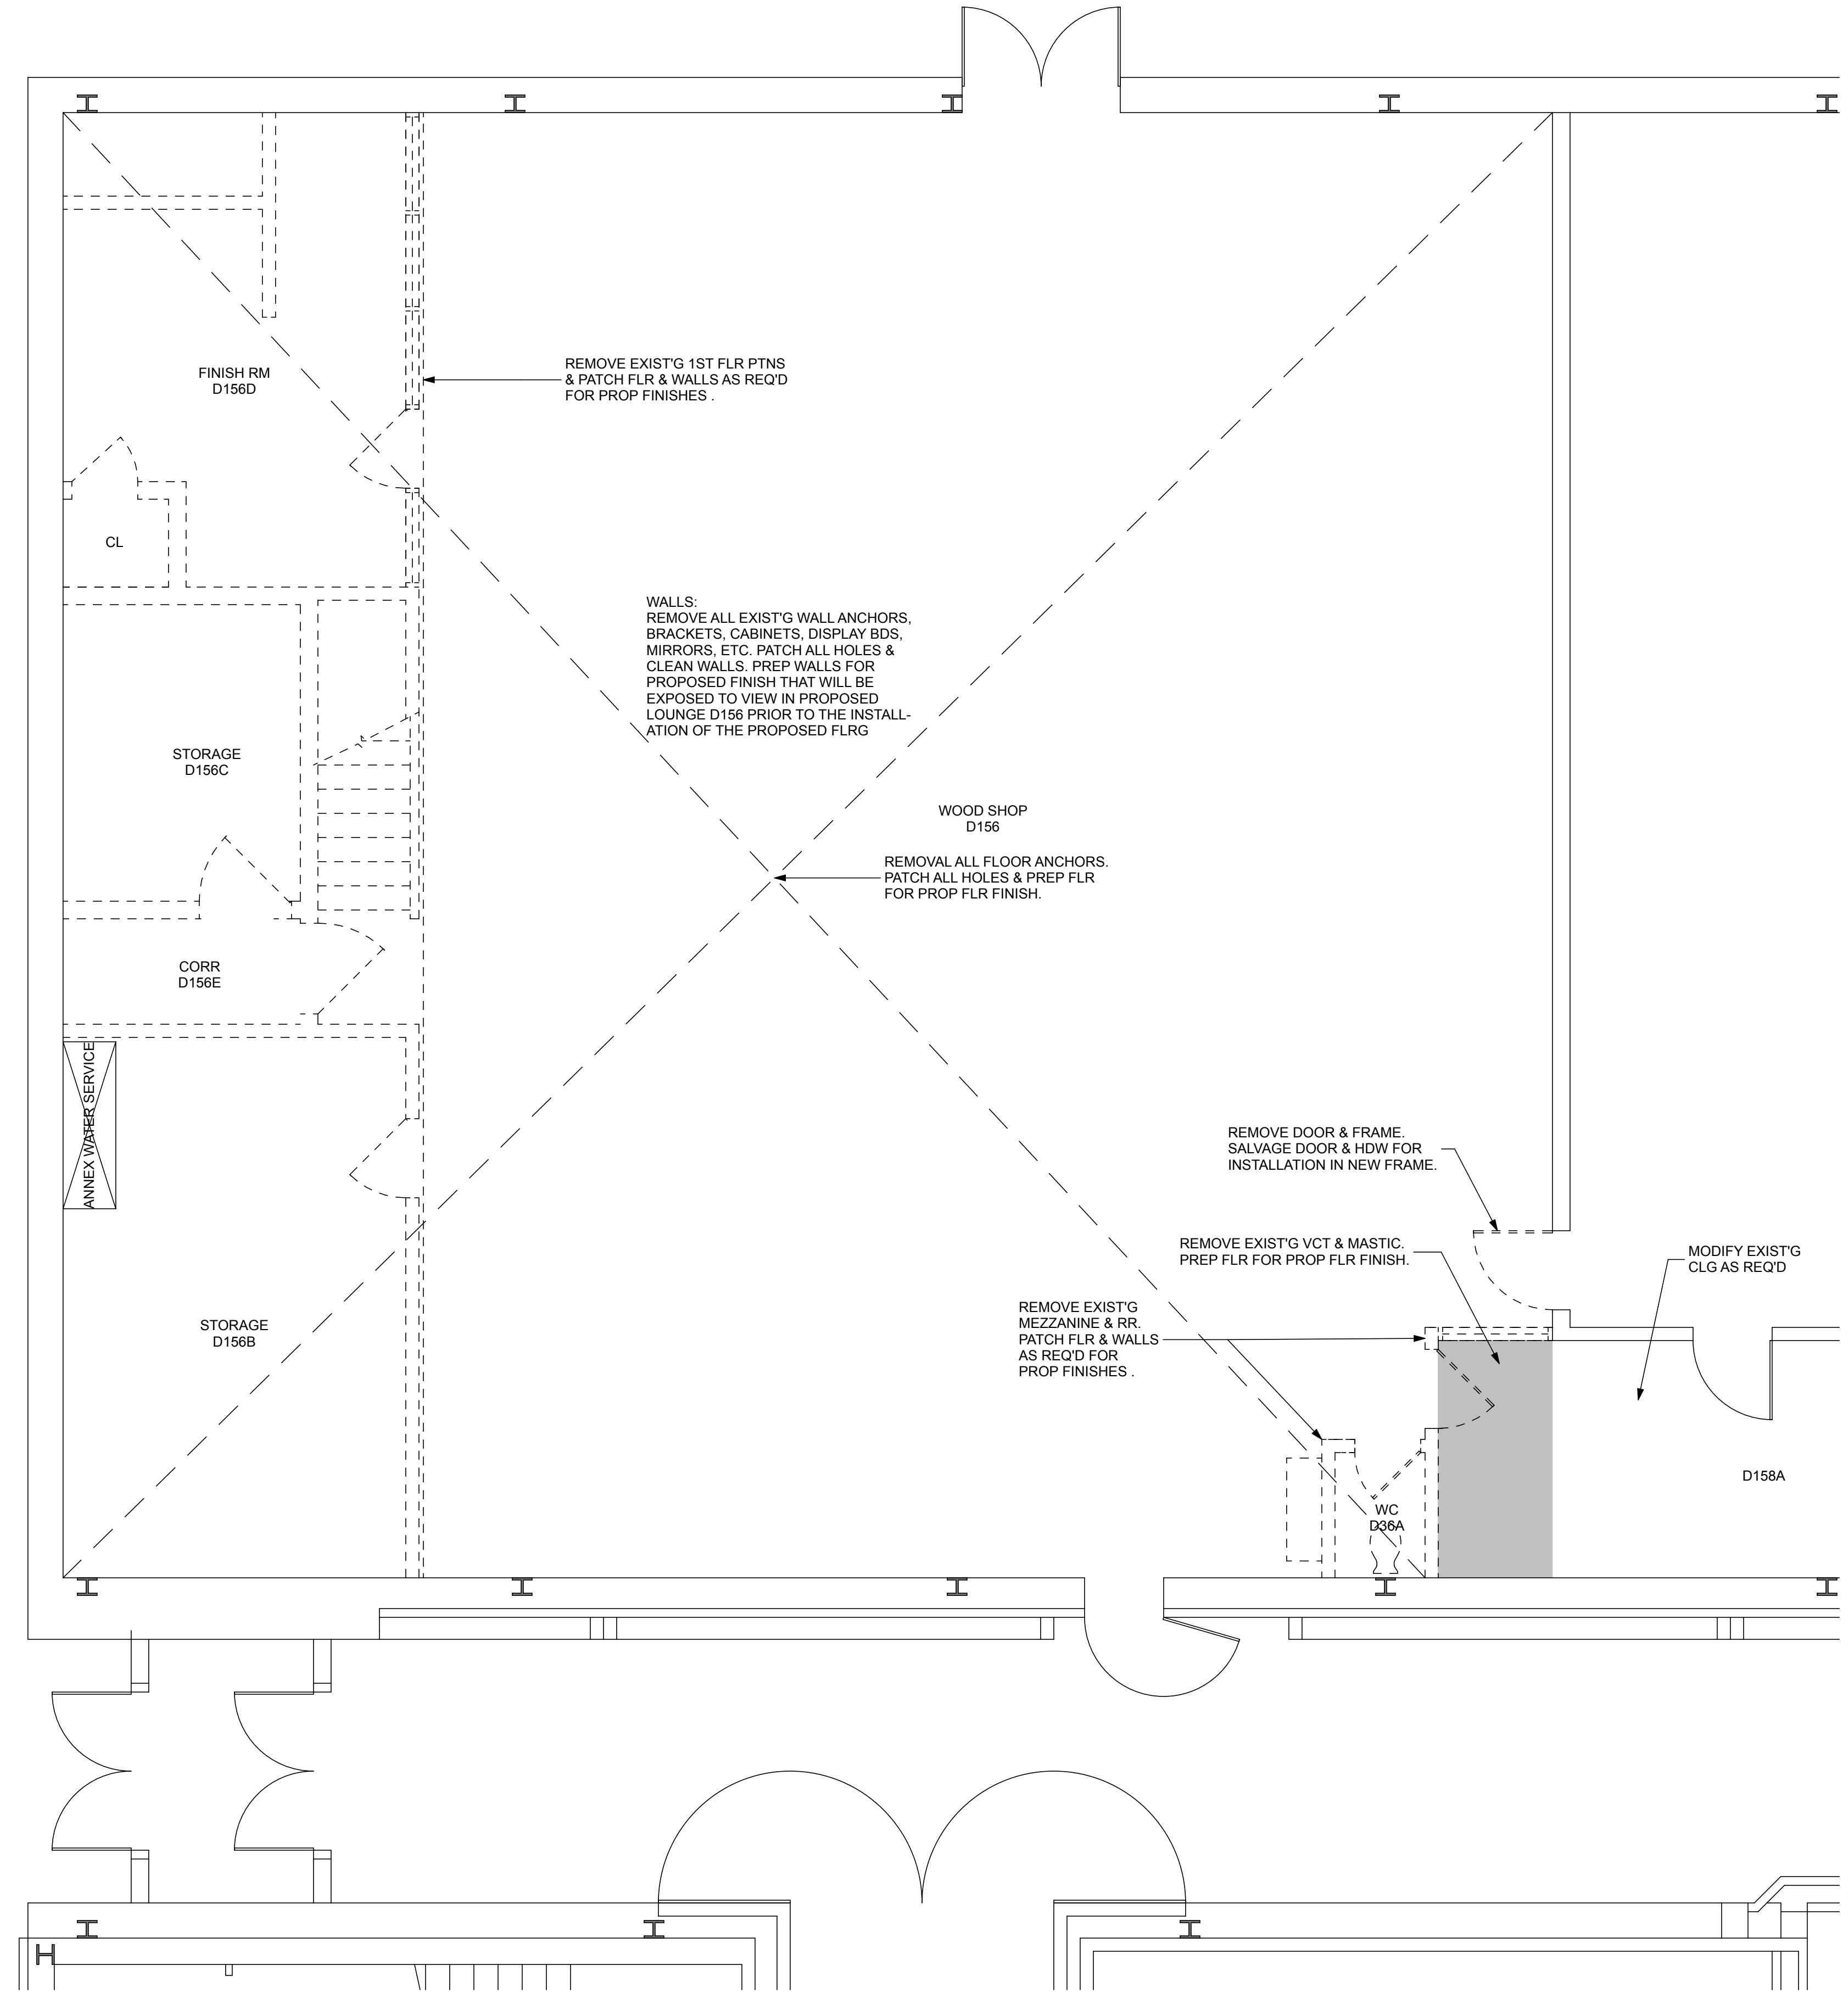 FINISH RM
D156D
REMOVE EXIST'G 1ST FLR PTNS
& PATCH FLR & WALLS AS REQ'D
FOR PROP FINISHES .
CL
WALLS:
REMOVE ALL EXIST'G WALL ANCHORS,
BRACKETS, CABINETS, DISPLAY BDS,
MIRRORS, ETC. PATCH ALL HOLES &
CLEAN WALLS. PREP WALLS FOR
PROPOSED FINISH THAT WILL BE
EXPOSED TO VIEW IN PROPOSED
LOUNGE D156 PRIOR TO THE INSTALL-
ATION OF THE PROPOSED FLRG
STORAGE
D156C
WOOD SHOP
D156
REMOVAL ALL FLOOR ANCHORS.
PATCH ALL HOLES & PREP FLR
FOR PROP FLR FINISH.
CORR
D156E
ANNEX WATER SERVICE
REMOVE DOOR & FRAME.
SALVAGE DOOR & HDW FOR
INSTALLATION IN NEW FRAME.
REMOVE EXIST'G VCT & MASTIC.
PREP FLR FOR PROP FLR FINISH.
MODIFY EXIST'G
CLG AS REQ'D
REMOVE EXIST'G
MEZZANINE & RR.
PATCH FLR & WALLS
AS REQ'D FOR
PROP FINISHES .
STORAGE
D156B
D158A
WC
D36A